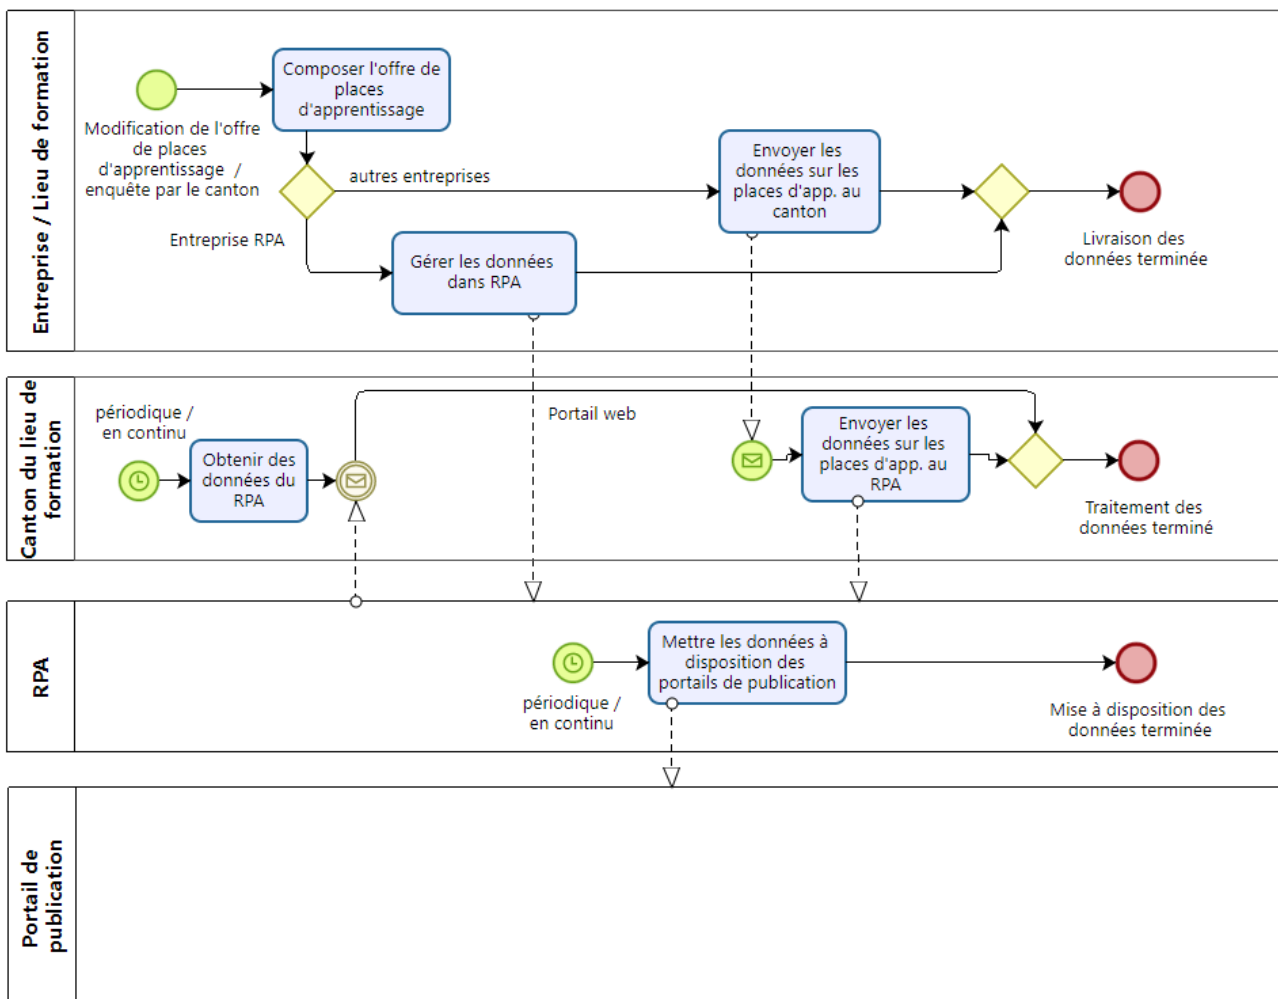 Entreprise / Lieu de formation
Composer l'offre de
places
d'apprentissage
Modification de l'offre
de places
d'apprentissage /
enquête par le canton
autres entreprises
Entreprise RPA
Gérer les données
dans RPA
Envoyer les
données sur les
places d'app. au
canton
Livraison des
données terminée
Canton du lieu de
formation
périodique /
en continu
Obtenir des
données du
RPA
Portail web
Envoyer les
données sur les
places d'app. au
RPA
Traitement des
données terminé
RPA
périodique /
en continu
Mettre les données à
disposition des
portails de publication
Mise à disposition des
données terminée
Portail de
publication